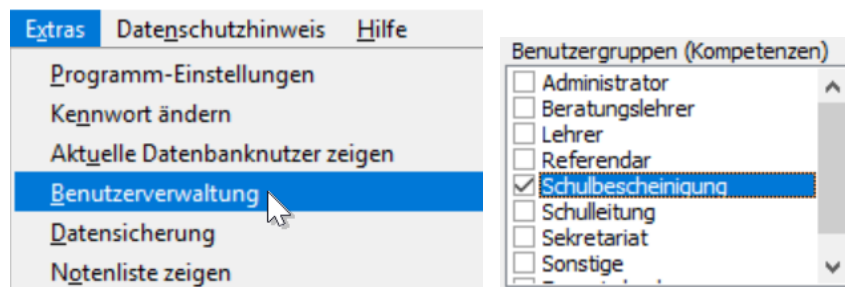 Extras Datenschutzhinweis Hilfe
Programm-Einstellungen
Kennwort ändern
Aktuelle Datenbanknutzer zeigen
Benutzerverwaltung
Datensicherung
Notenliste zeigen
Benutzergruppen (Kompetenzen)
Administrator
Beratungslehrer
Lehrer
Referendar
Schulbescheinigung
Schulleitung
Sekretariat
Sonstige